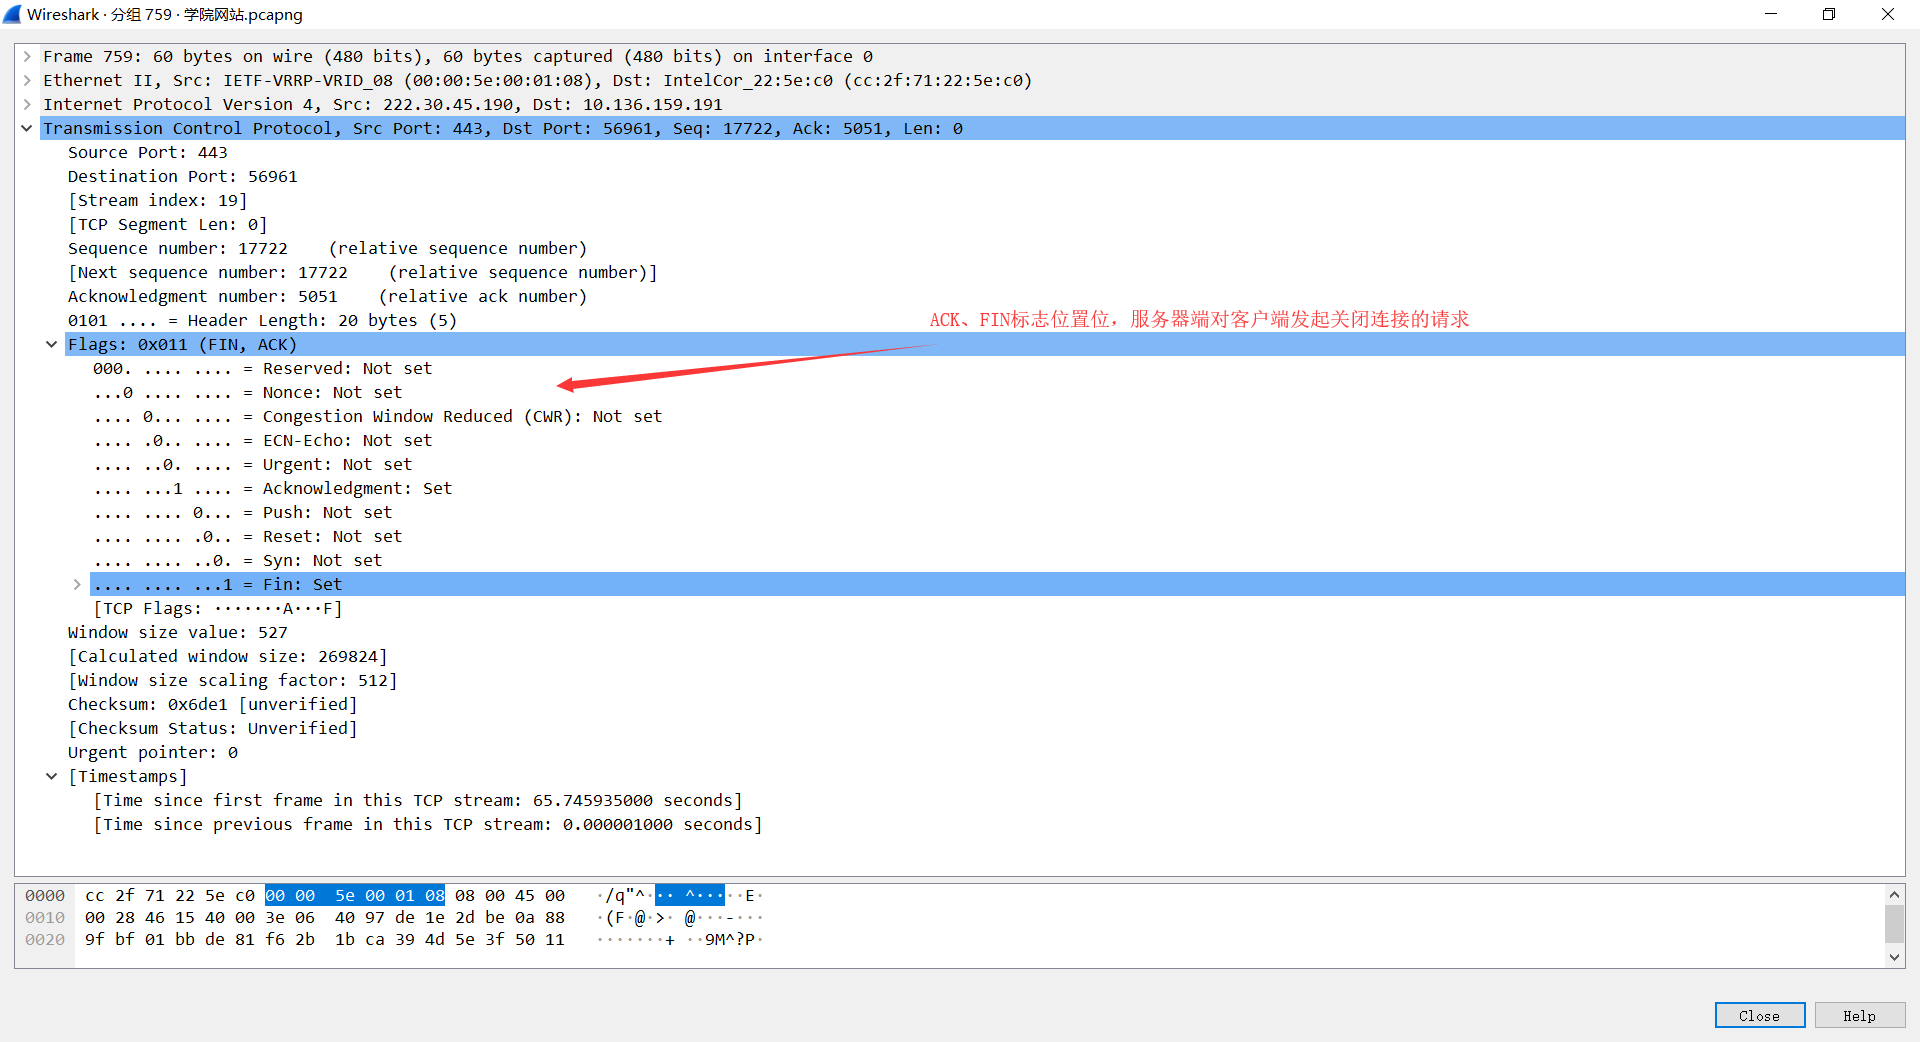 Wireshark · 分组 759 · 学院网站.pcapng
Frame 759: 60 bytes on wire (480 bits), 60 bytes captured (480 bits) on interface 0
Ethernet II, Src: IETF-VRRP-VRID_08 (00:00:5e:00:01:08), Dst: IntelCor_22:5e:c0 (cc:2f:71:22:5e:c0)
Internet Protocol Version 4, Src: 222.30.45.190, Dst: 10.136.159.191
Transmission Control Protocol, Src Port: 443, Dst Port: 56961, Seq: 17722, Ack: 5051, Len: 0
Source Port: 443
Destination Port: 56961
[Stream index: 19]
[TCP Segment Len: 0]
Sequence number: 17722    (relative sequence number)
[Next sequence number: 17722    (relative sequence number)]
Acknowledgment number: 5051    (relative ack number)
0101 .... = Header Length: 20 bytes (5)
ACK、FIN标志位置位，服务器端对客户端发起关闭连接的请求
Flags: 0x011 (FIN, ACK)
000. .... .... = Reserved: Not set
...0 .... .... = Nonce: Not set
.... 0... .... = Congestion Window Reduced (CWR): Not set
.... .0.. .... = ECN-Echo: Not set
.... ..0. .... = Urgent: Not set
.... ...1 .... = Acknowledgment: Set
.... .... 0... = Push: Not set
.... .... .0.. = Reset: Not set
.... .... ..0. = Syn: Not set
.... .... ...1 = Fin: Set
[TCP Flags: ·······A···F]
Window size value: 527
[Calculated window size: 269824]
[Window size scaling factor: 512]
Checksum: 0x6de1 [unverified]
[Checksum Status: Unverified]
Urgent pointer: 0
[Timestamps]
[Time since first frame in this TCP stream: 65.745935000 seconds]
[Time since previous frame in this TCP stream: 0.000001000 seconds]
0000  cc 2f 71 22 5e c0 00 00  5e 00 01 08 08 00 45 00   ·/q"^··· ^·····E·
0010  00 28 46 15 40 00 3e 06  40 97 de 1e 2d be 0a 88   ·(F·@·>· @···-···
0020  9f bf 01 bb de 81 f6 2b  1b ca 39 4d 5e 3f 50 11   ·······+ ··9M^?P·
Close
Help